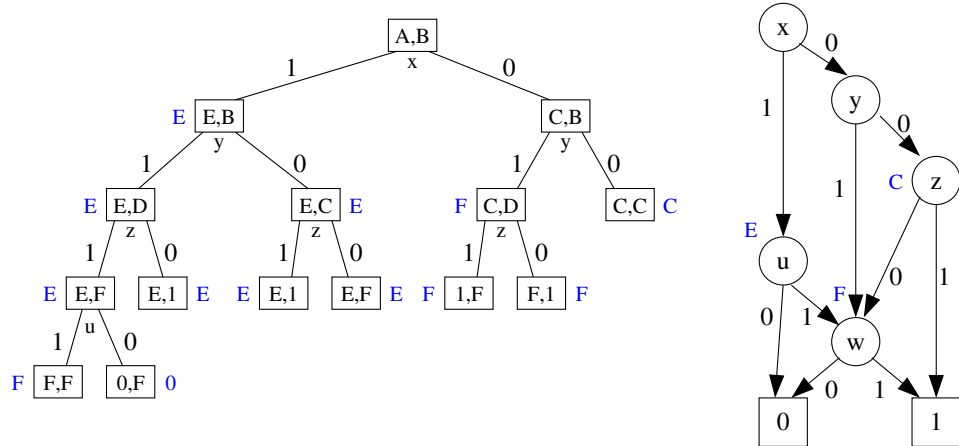 A,B
x
1 0
E E,B
y
C,B
y
1 0 1 0
E E,D
z
E,C E
z
F C,D
z
C,C C
1 0 1 0 1 0
E E,F
u
E,1 E
E E,1
E,F E
F 1,F
F,1 F
1 0
F F,F
0,F 0
x
0
1
y
0
C z
1
E u
F
0
1
0 1
w
0 1
0 1